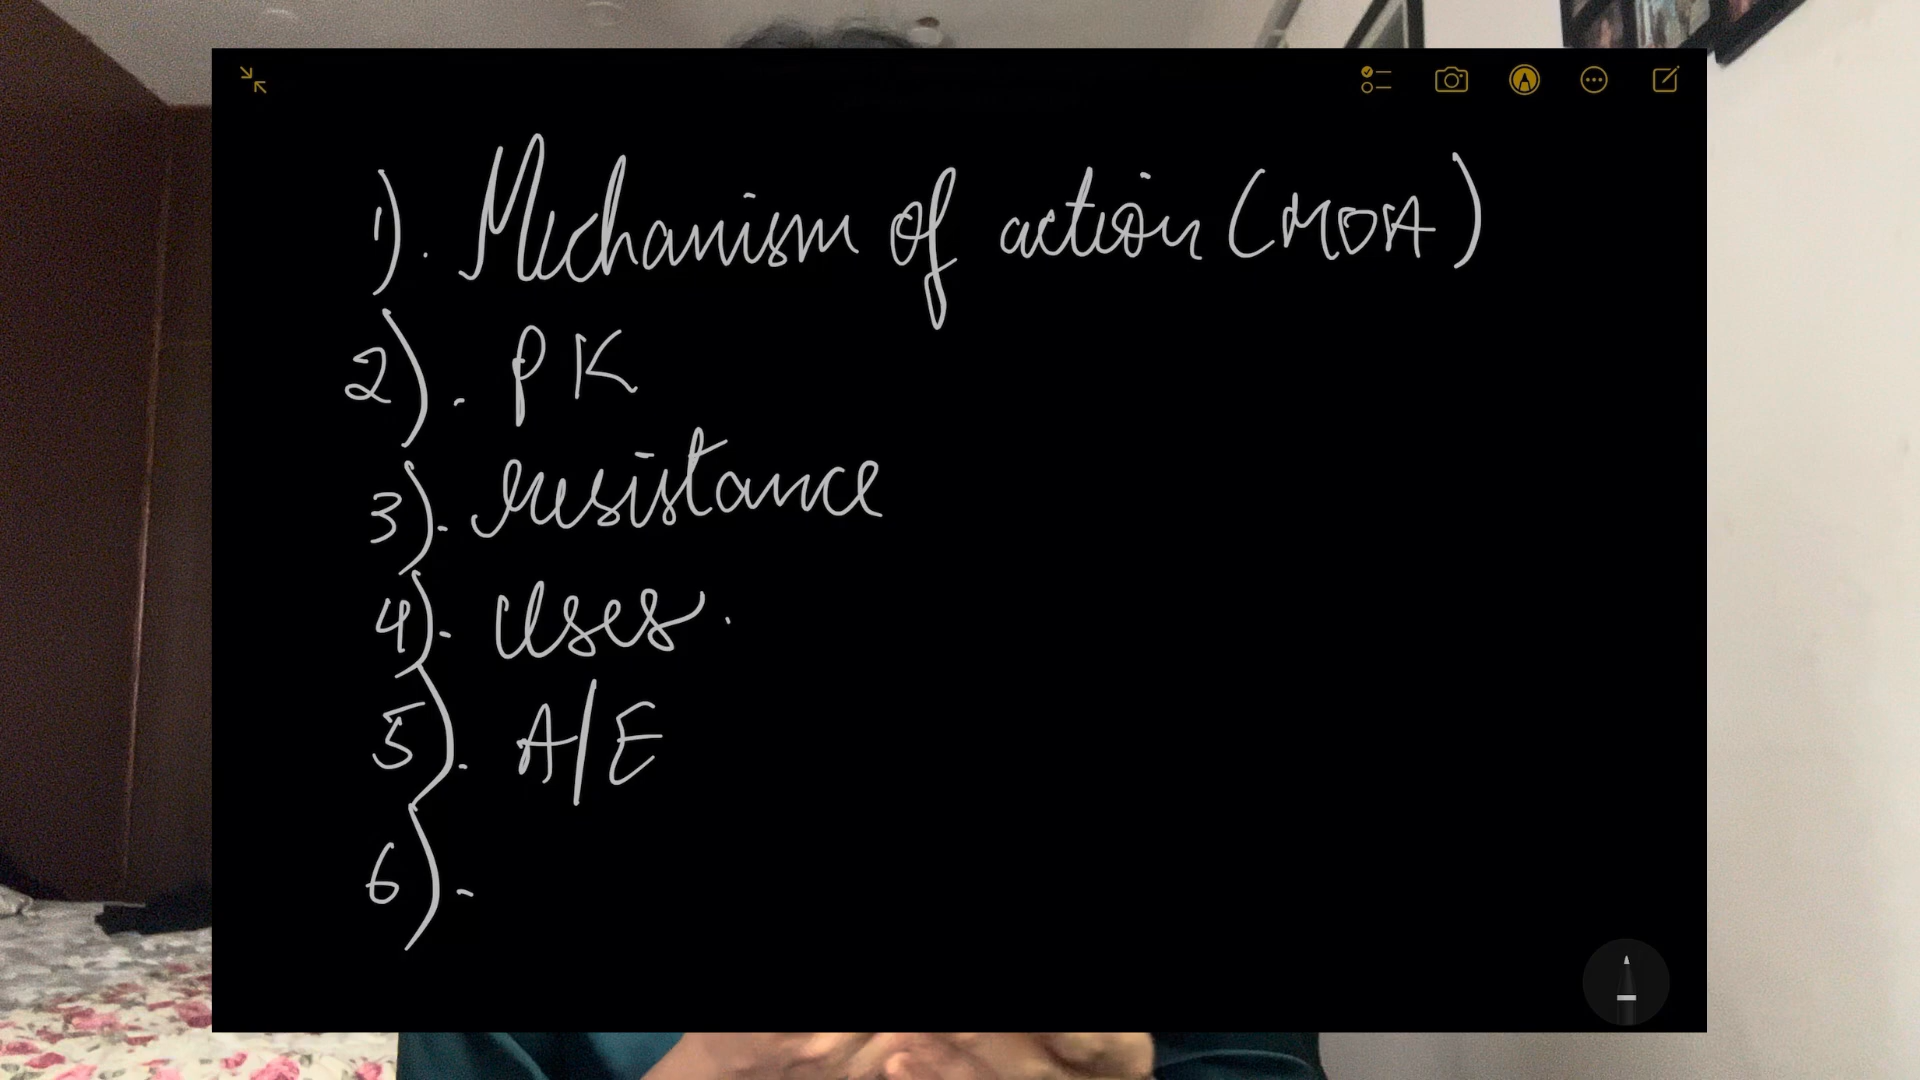 1). Mechanism of action (MOA)
2). PK
3). resistance
4). Uses.
5). A/E
6).